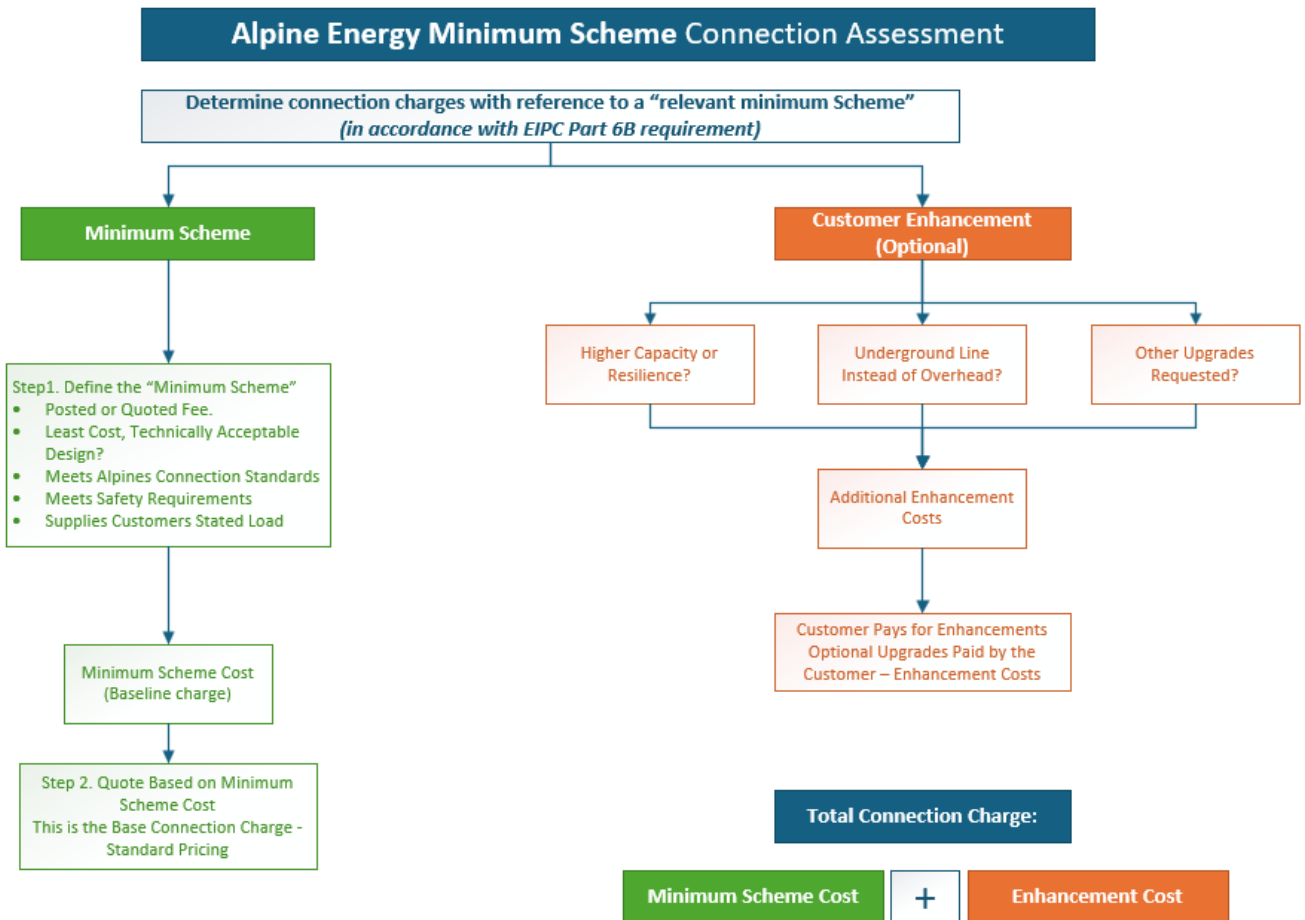 Alpine Energy Minimum Scheme Connection Assessment
Determine connection charges with reference to a “relevant minimum Scheme”
(in accordance with EIPC Part 6B requirement)
Minimum Scheme
Step1. Define the “Minimum Scheme”
• Posted or Quoted Fee.
• Least Cost, Technically Acceptable
Design?
• Meets Alpines Connection Standards
• Meets Safety Requirements
• Supplies Customers Stated Load
Minimum Scheme Cost
(Baseline charge)
Step 2. Quote Based on Minimum
Scheme Cost
This is the Base Connection Charge -
Standard Pricing
Customer Enhancement
(Optional)
Higher Capacity or
Resilience?
Underground Line
Instead of Overhead?
Other Upgrades
Requested?
Additional Enhancement
Costs
Customer Pays for Enhancements
Optional Upgrades Paid by the
Customer – Enhancement Costs
Total Connection Charge:
Minimum Scheme Cost + Enhancement Cost